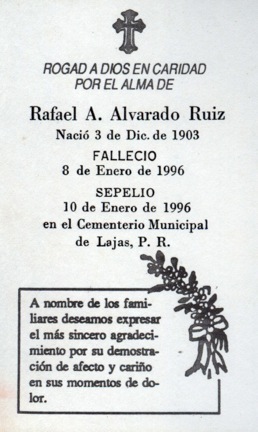 ROGAD A DIOS EN CARIDAD
POR EL ALMA DE
Rafael A. Alvarado Ruiz
Nació 3 de Dic. de 1903
FALLECIO
8 de Enero de 1996
SEPELIO
10 de Enero de 1996
en el Cementerio Municipal
de Lajas, P. R.
A nombre de los fami-
liares deseamos expresar
el más sincero agradeci-
miento por su demostra-
ción de afecto y cariño
en sus momentos de do-
lor.